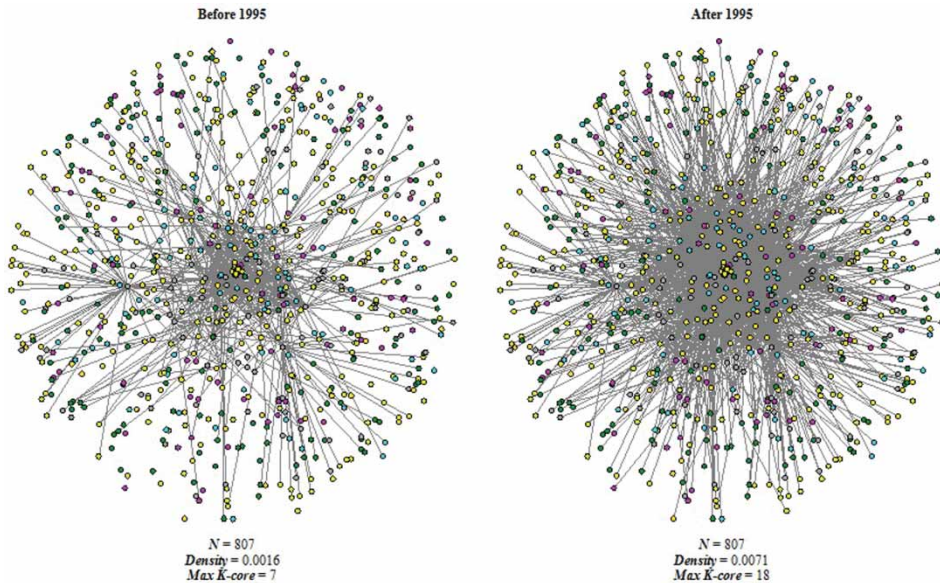 Before 1995
After 1995
N = 807
Density = 0.0016
Max K-core = 7
N = 807
Density = 0.0071
Max K-core = 18